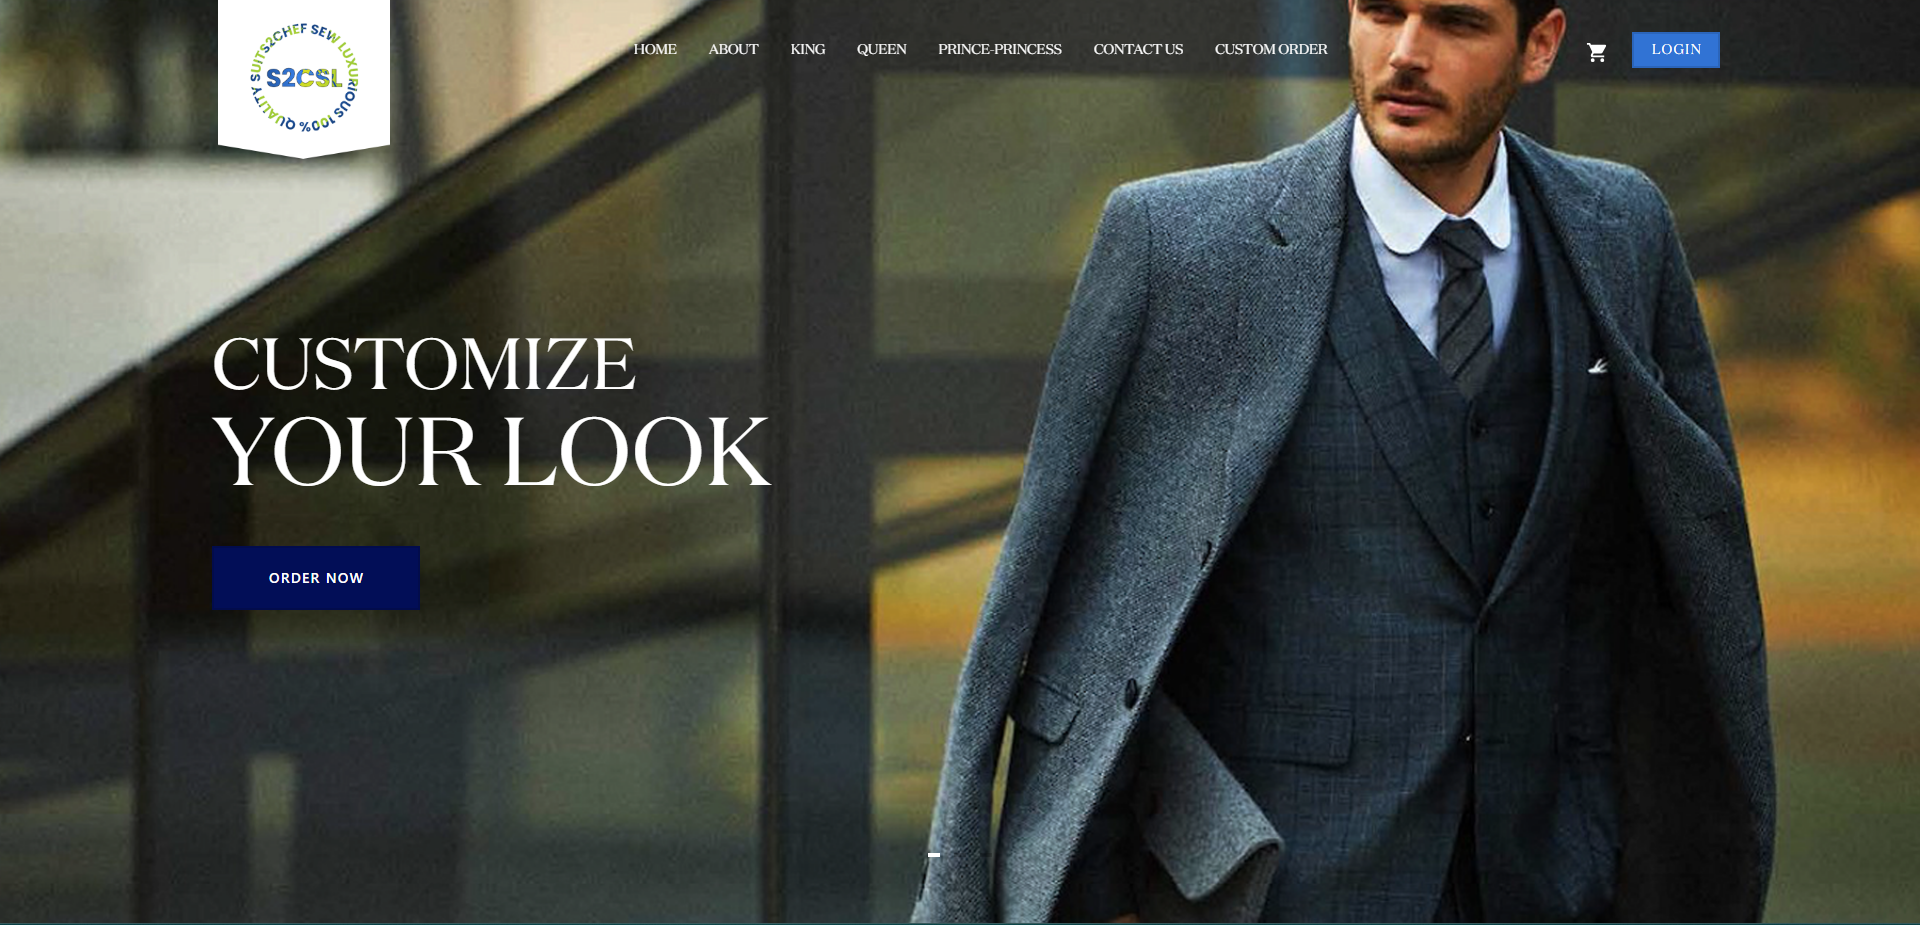 SUITS2CHEF SEW LUXURIOUS 100% QUALITY
S2CSL
HOME
ABOUT
KING
QUEEN
PRINCE-PRINCESS
CONTACT US
CUSTOM ORDER
LOGIN
CUSTOMIZE
YOUR LOOK
ORDER NOW